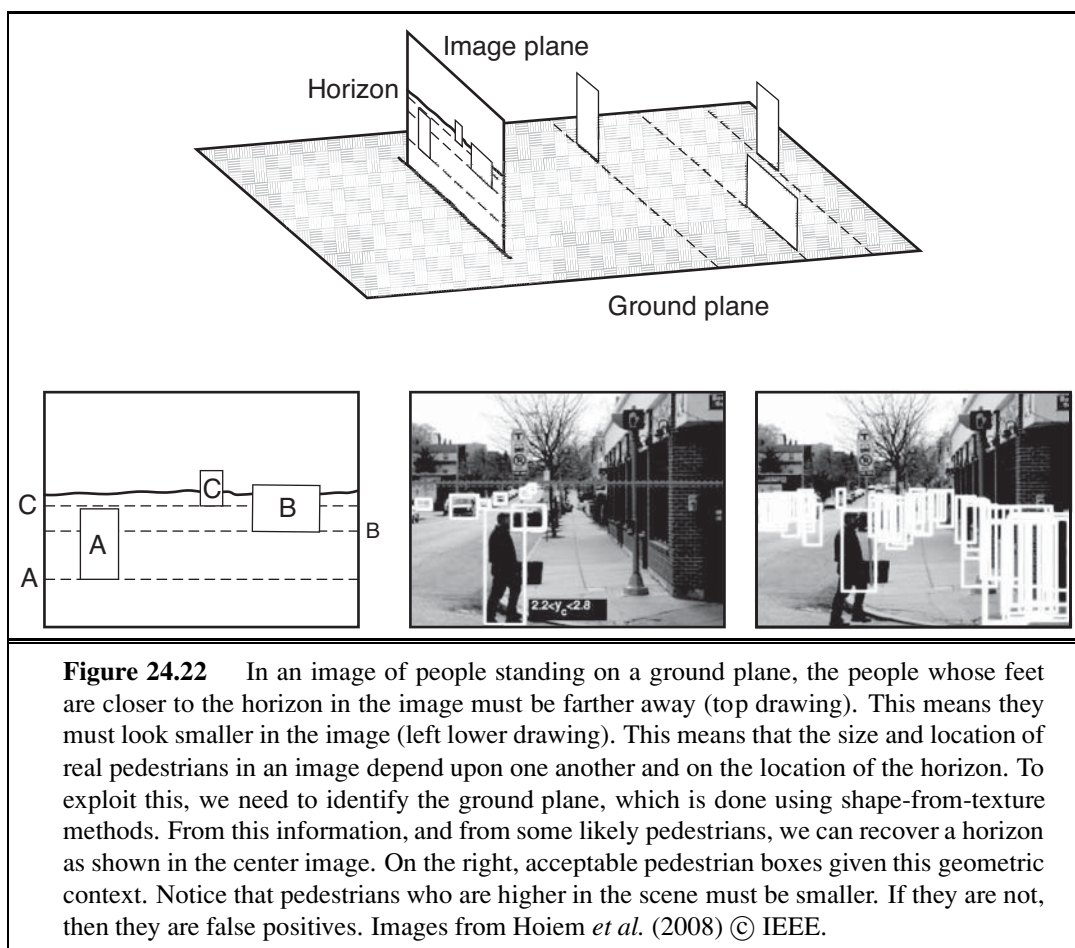 Image plane
Horizon
Ground plane
C
C
B
B
A
A
2.2<y_c<2.8
Figure 24.22 In an image of people standing on a ground plane, the people whose feet
are closer to the horizon in the image must be farther away (top drawing). This means they
must look smaller in the image (left lower drawing). This means that the size and location of
real pedestrians in an image depend upon one another and on the location of the horizon. To
exploit this, we need to identify the ground plane, which is done using shape-from-texture
methods. From this information, and from some likely pedestrians, we can recover a horizon
as shown in the center image. On the right, acceptable pedestrian boxes given this geometric
context. Notice that pedestrians who are higher in the scene must be smaller. If they are not,
then they are false positives. Images from Hoiem et al. (2008) © IEEE.